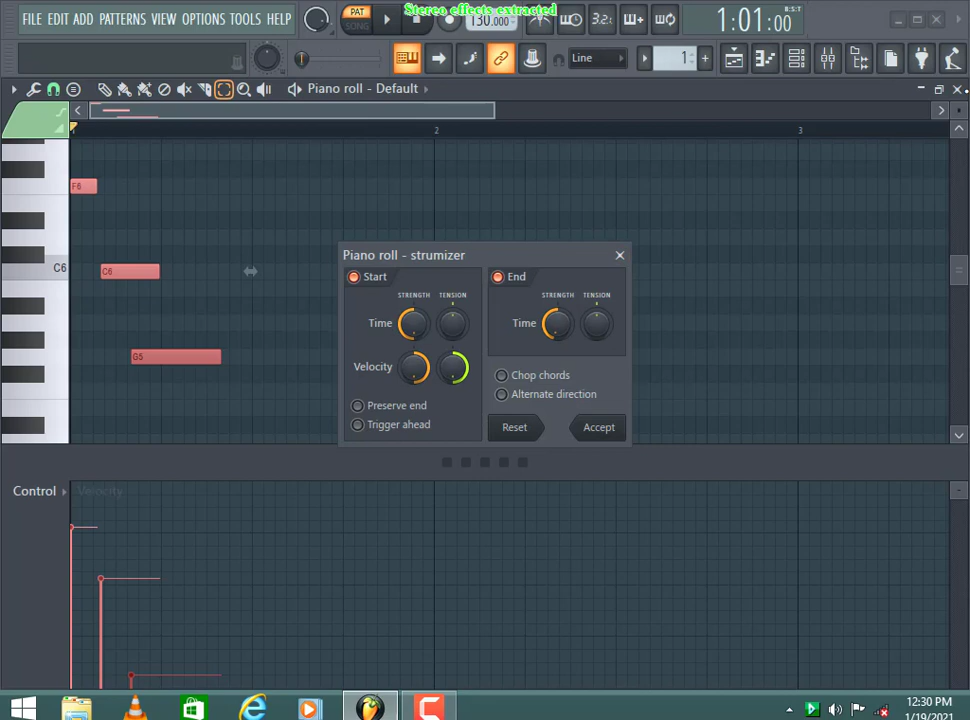 FILE EDIT ADD PATTERNS VIEW OPTIONS TOOLS HELP
PAT
SONG
Stereo effects extracted
130.000
3.2.
1:01:00
B:S:T
Line
1
Piano roll - Default
1
2
3
F6
C6
C6
G5
Piano roll - strumizer
Start
STRENGTH
TENSION
Time
Velocity
Preserve end
Trigger ahead
End
STRENGTH
TENSION
Time
Chop chords
Alternate direction
Reset
Accept
Control
Velocity
12:30 PM
1/19/2021